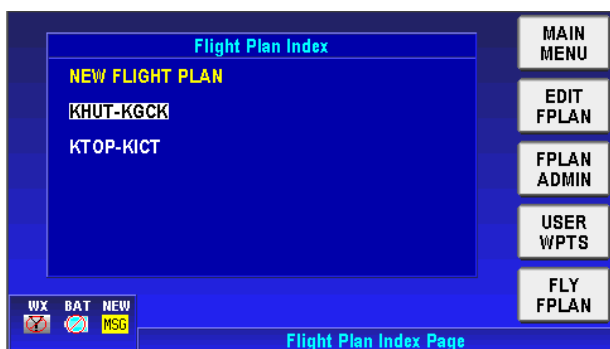 Flight Plan Index
NEW FLIGHT PLAN
KHUT-KGCK
KTOP-KICT
MAIN
MENU
EDIT
FPLAN
FPLAN
ADMIN
USER
WPTS
FLY
FPLAN
WX BAT NEW
MSG
Flight Plan Index Page